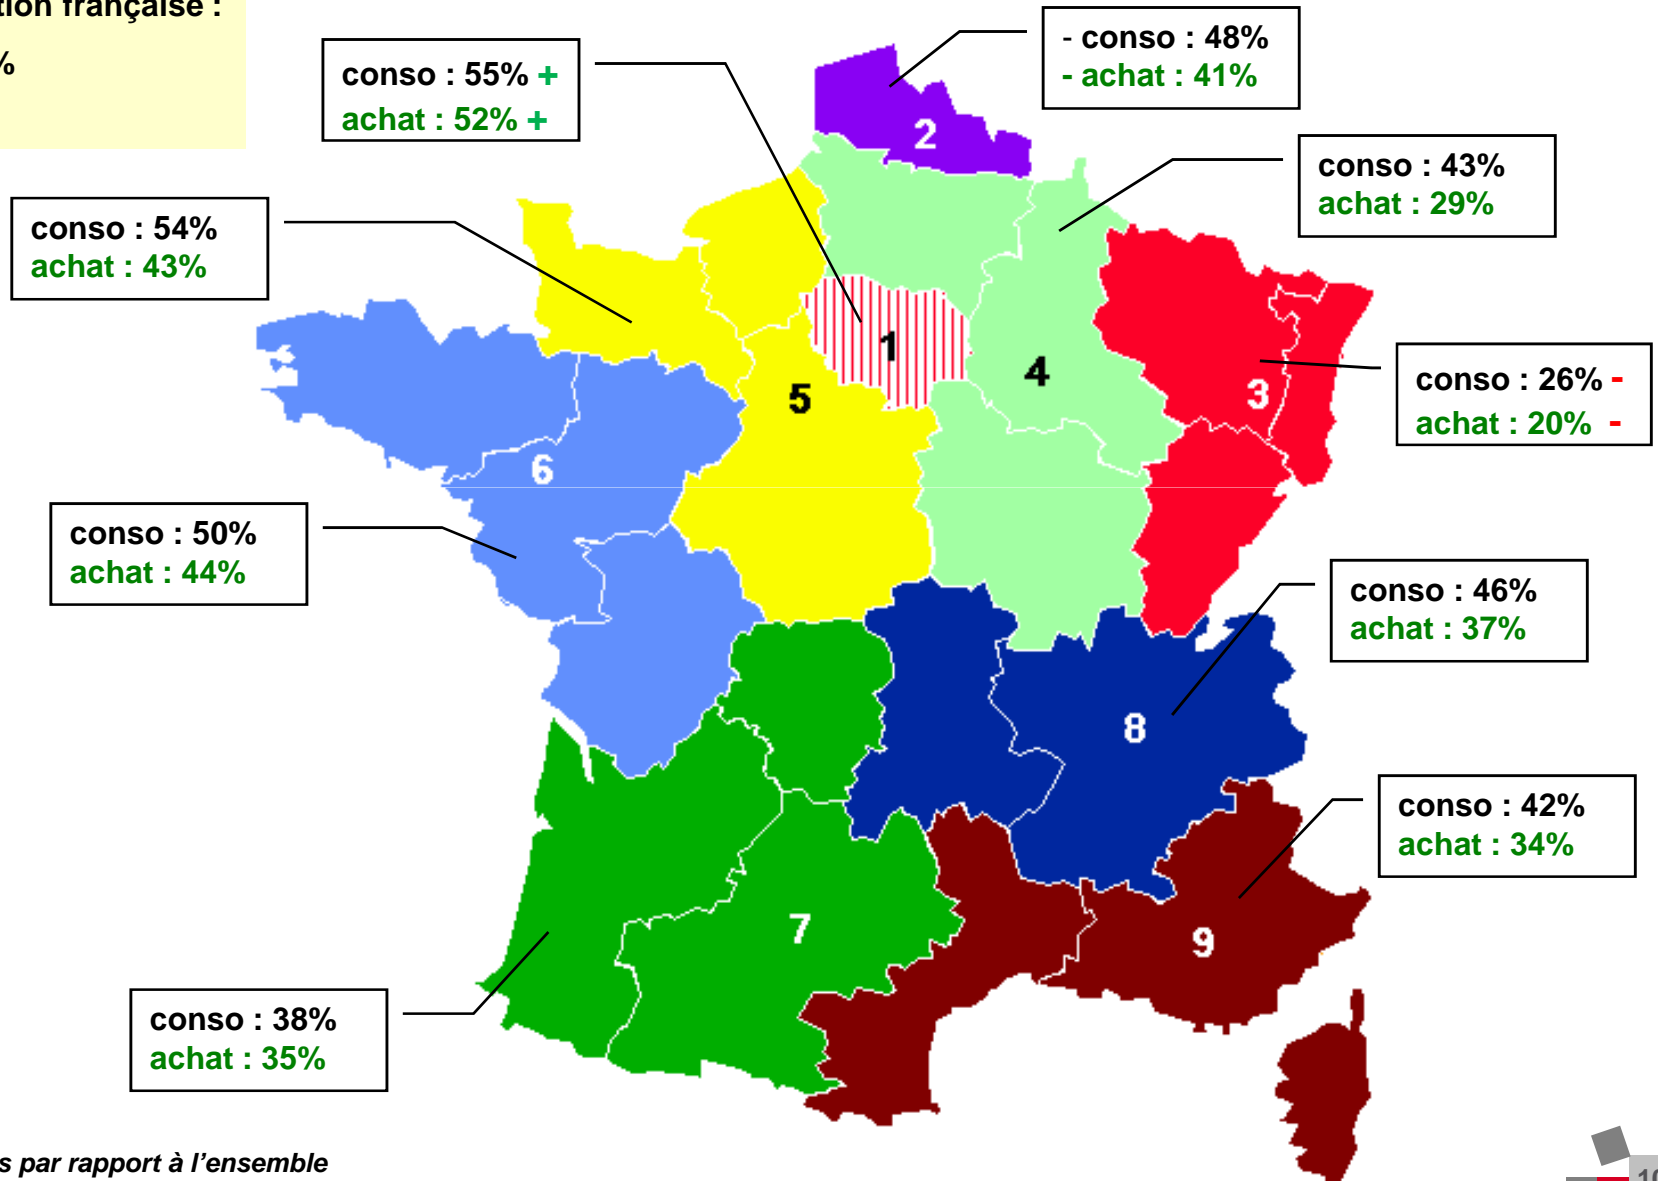 française :
%
conso : 55% +
achat : 52% +
- conso : 48%
- achat : 41%
conso : 43%
achat : 29%
conso : 54%
achat : 43%
conso : 26% -
achat : 20% -
conso : 50%
achat : 44%
conso : 46%
achat : 37%
conso : 42%
achat : 34%
conso : 38%
achat : 35%
2
1
4
3
5
6
8
7
9
par rapport à l’ensemble